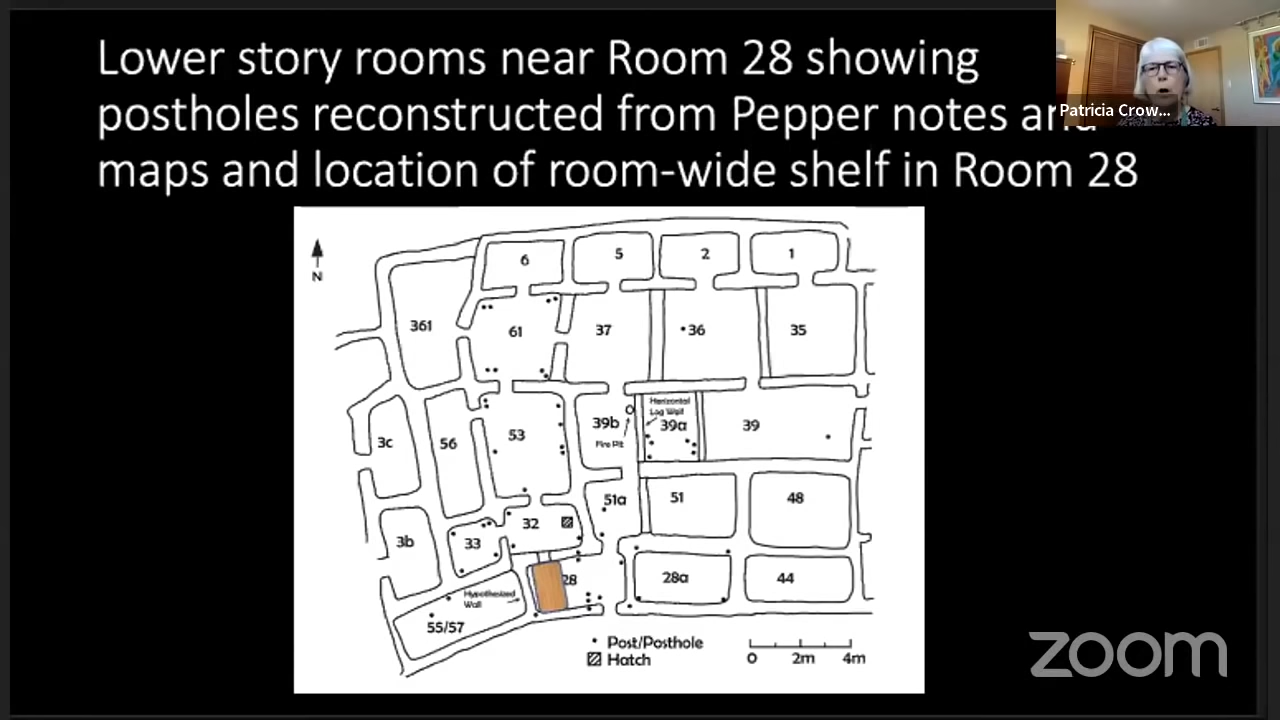 Lower story rooms near Room 28 showing
postholes reconstructed from Pepper notes and
maps and location of room-wide shelf in Room 28
Patricia Crow...
N
6
5
2
1
361
61
37
36
35
3c
56
53
39b
Fire Pit
Horizontal
Log Wall
39a
39
51a
51
48
32
3b
33
28
28a
44
Hypothesized
Wall
55/57
Post/Posthole
Hatch
0 2m 4m
zoom